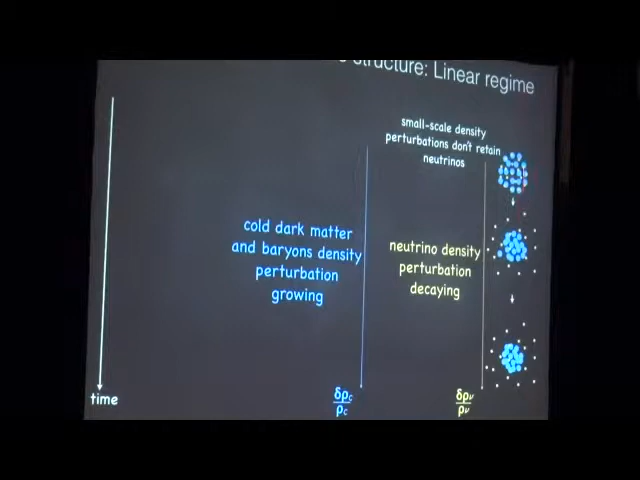 structure: Linear regime
small-scale density
perturbations don't retain
neutrinos
cold dark matter
and baryons density
perturbation
growing
neutrino density
perturbation
decaying
time
δρc
ρc
δρν
ρν